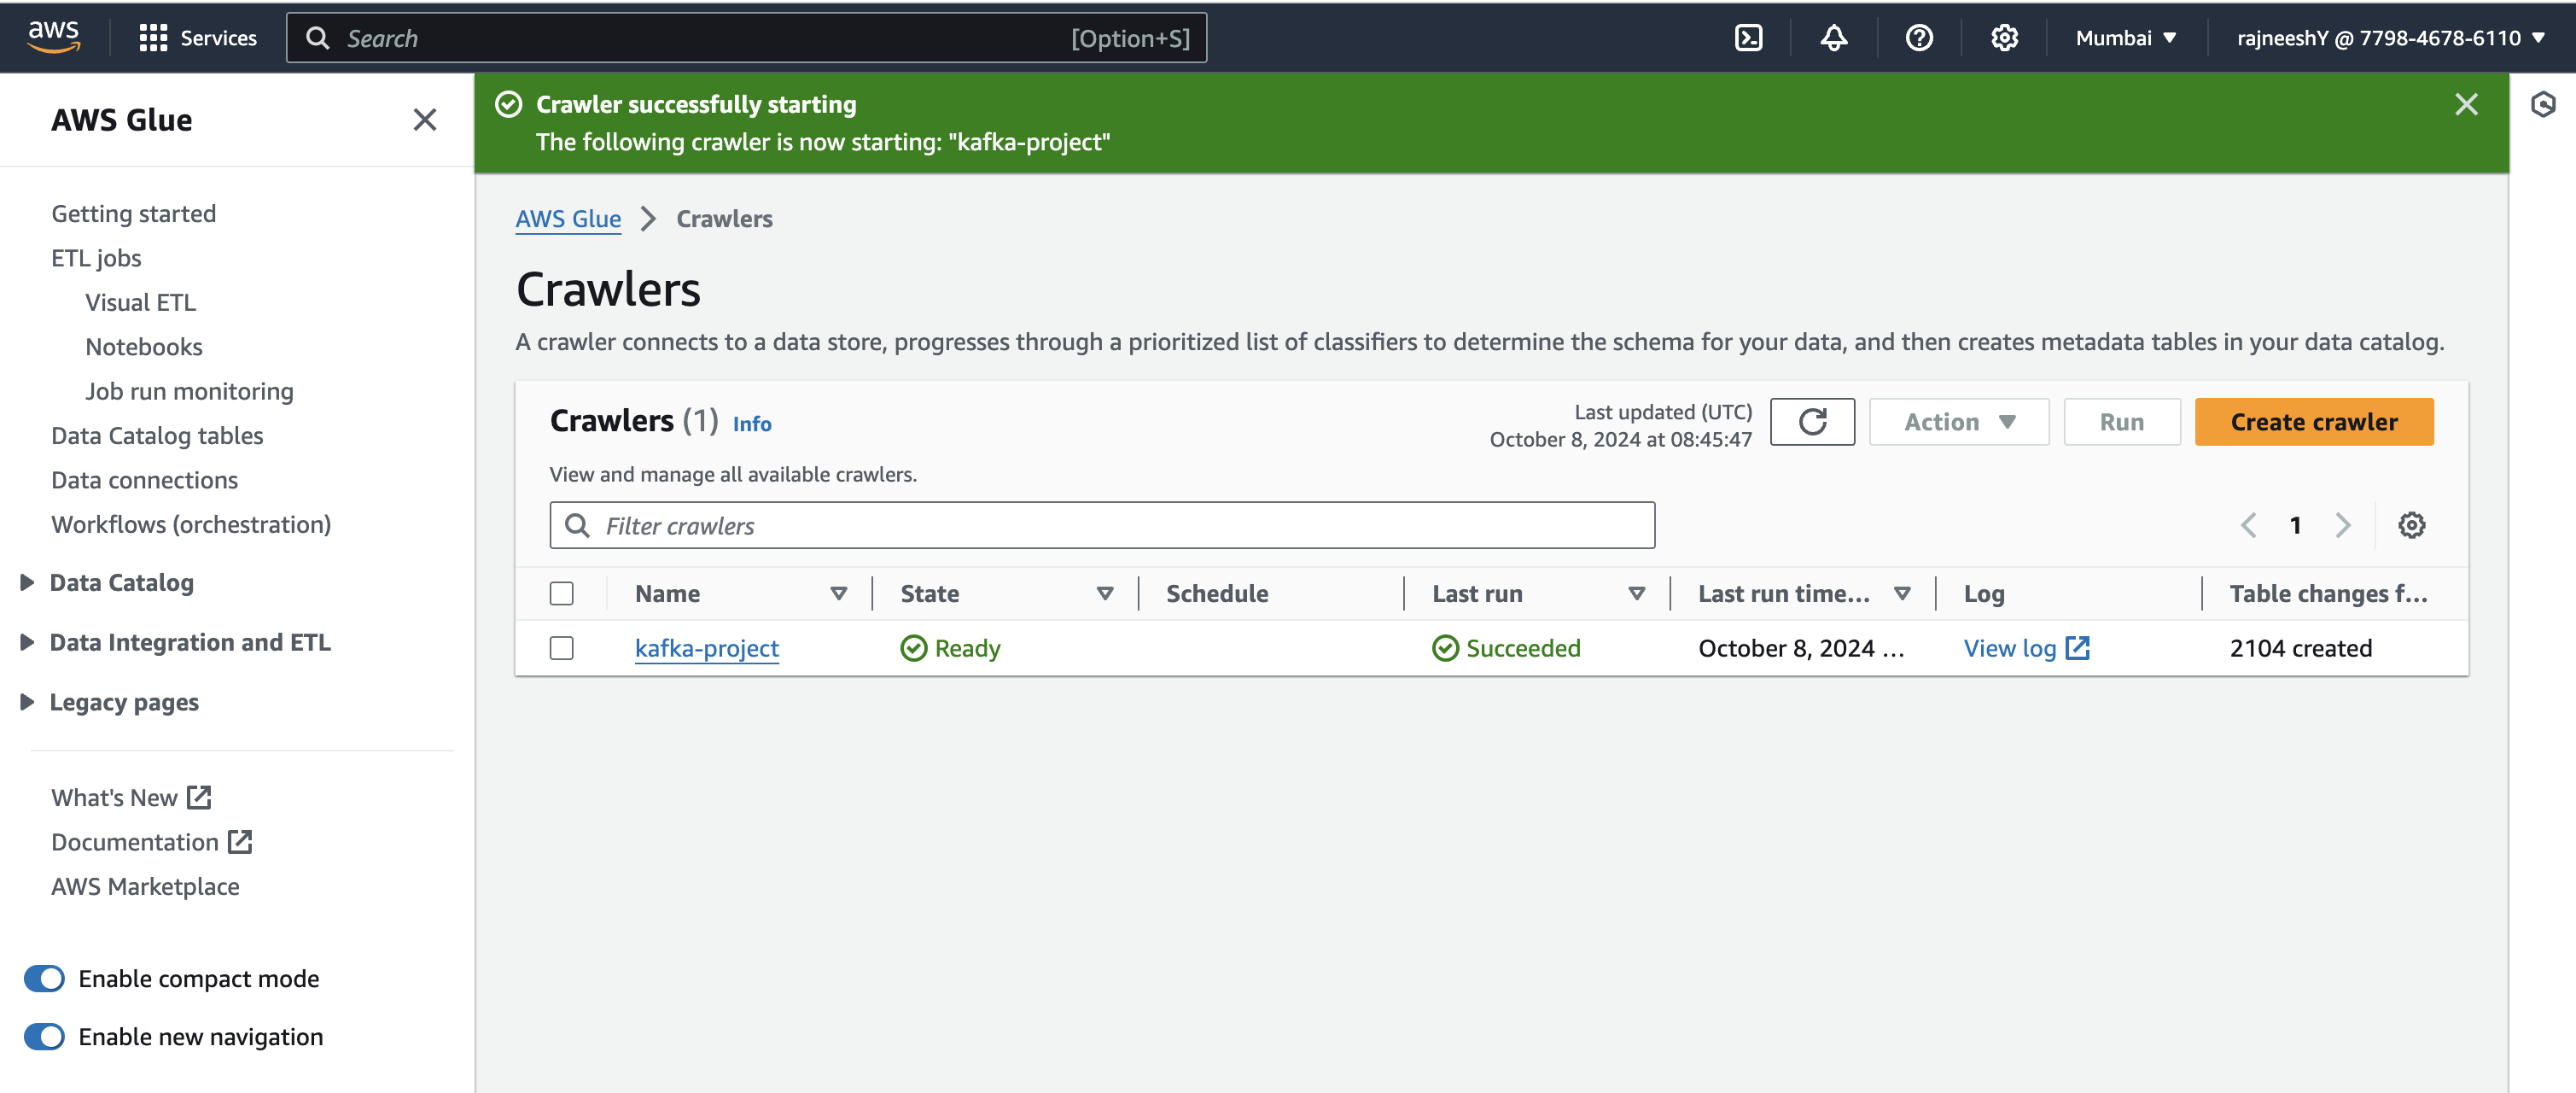 aws
Services
Search
[Option+S]
Mumbai
rajneeshY @ 7798-4678-6110
AWS Glue
Getting started
ETL jobs
Visual ETL
Notebooks
Job run monitoring
Data Catalog tables
Data connections
Workflows (orchestration)
Data Catalog
Data Integration and ETL
Legacy pages
What's New
Documentation
AWS Marketplace
Enable compact mode
Enable new navigation
Crawler successfully starting
The following crawler is now starting: "kafka-project"
AWS Glue
Crawlers
Crawlers
A crawler connects to a data store, progresses through a prioritized list of classifiers to determine the schema for your data, and then creates metadata tables in your data catalog.
Crawlers (1) Info
Last updated (UTC)
October 8, 2024 at 08:45:47
Action
Run
Create crawler
View and manage all available crawlers.
Filter crawlers
1
Name
State
Schedule
Last run
Last run time...
Log
Table changes f...
kafka-project
Ready
Succeeded
October 8, 2024 ...
View log
2104 created